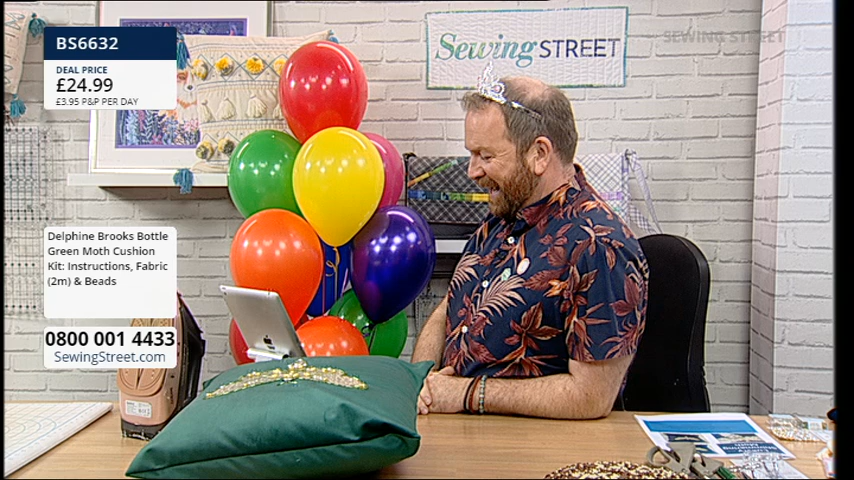 BS6632
DEAL PRICE
£24.99
£3.95 P&P PER DAY
Sewing STREET
SEWING STREET
Delphine Brooks Bottle
Green Moth Cushion
Kit: Instructions, Fabric
(2m) & Beads
0800 001 4433
SewingStreet.com